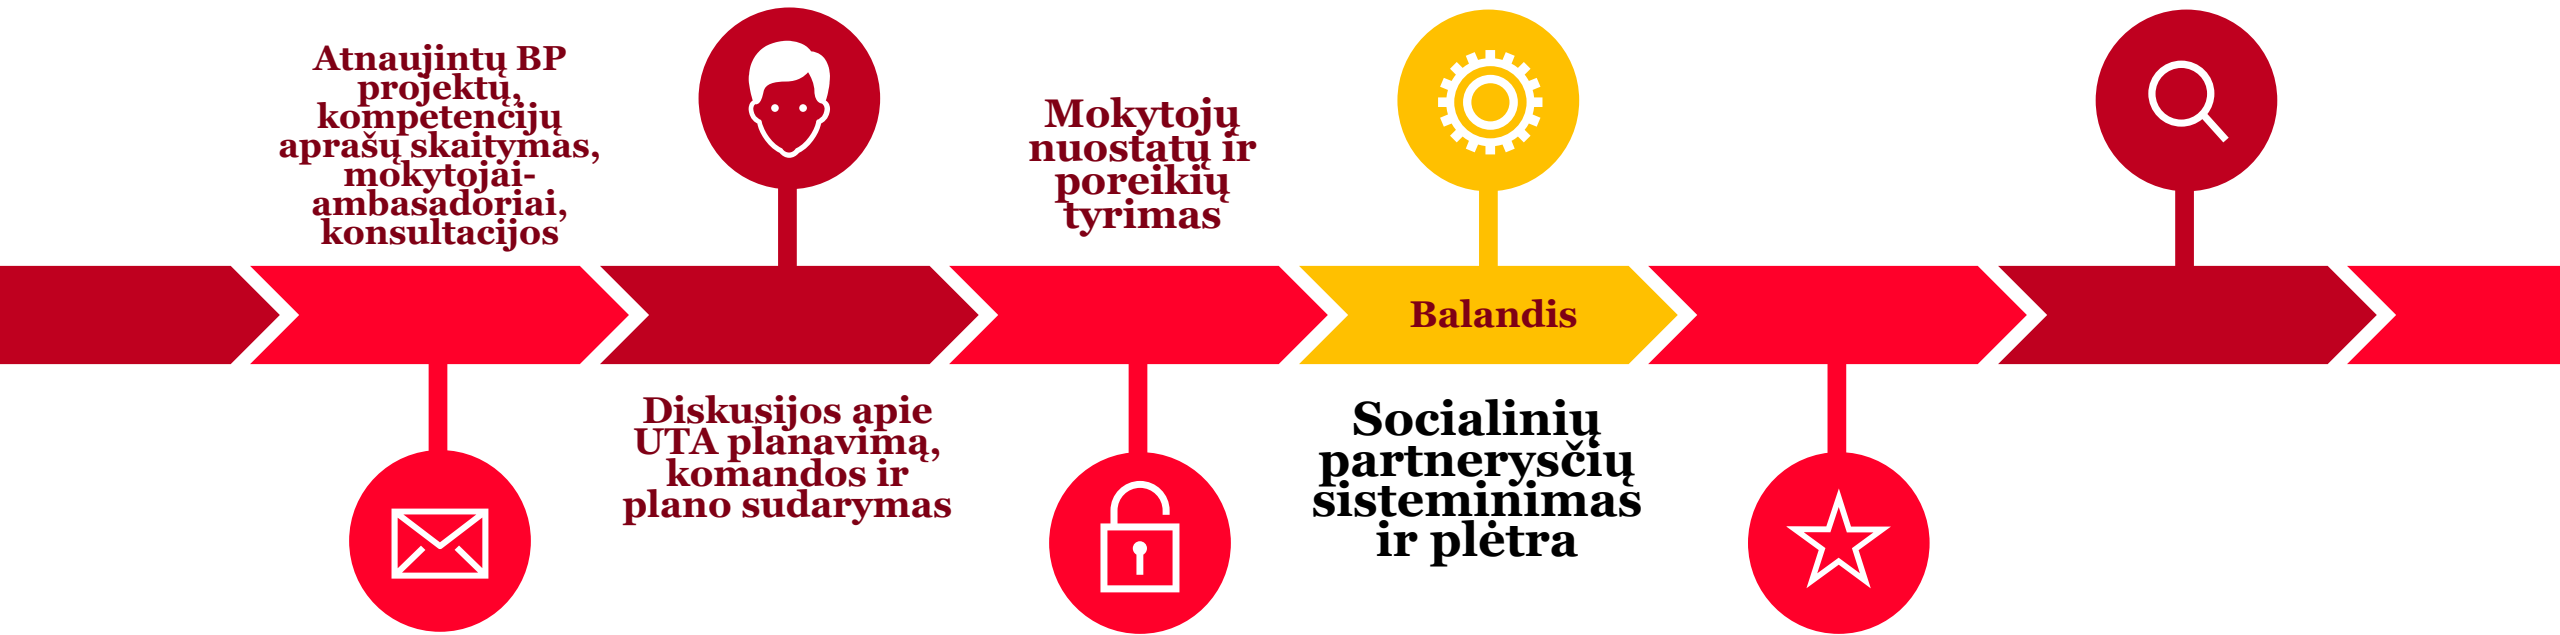 Atnaujintų BP
projektų,
kompetencijų
aprašų skaitymas,
mokytojai-
ambasadoriai,
konsultacijos
Diskusijos apie
UTA planavimą,
komandos ir
plano sudarymas
Mokytojų
nuostatų ir
poreikių
tyrimas
Balandis
Socialinių
partnerysčių
sisteminimas
ir plėtra